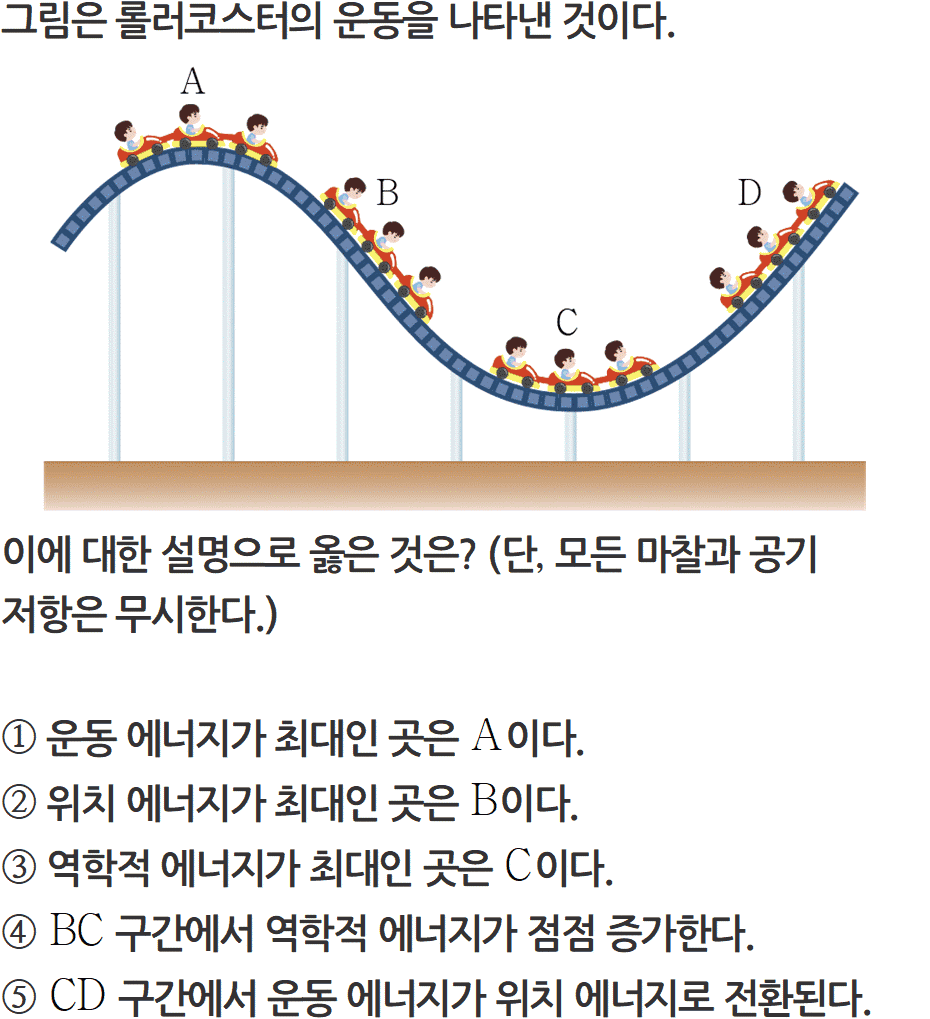 그림은 롤러코스터의 운동을 나타낸 것이다.
A
B
D
C
이에 대한 설명으로 옳은 것은? (단, 모든 마찰과 공기
저항은 무시한다.)
① 운동 에너지가 최대인 곳은 A이다.
② 위치 에너지가 최대인 곳은 B이다.
③ 역학적 에너지가 최대인 곳은 C이다.
④ BC 구간에서 역학적 에너지가 점점 증가한다.
⑤ CD 구간에서 운동 에너지가 위치 에너지로 전환된다.